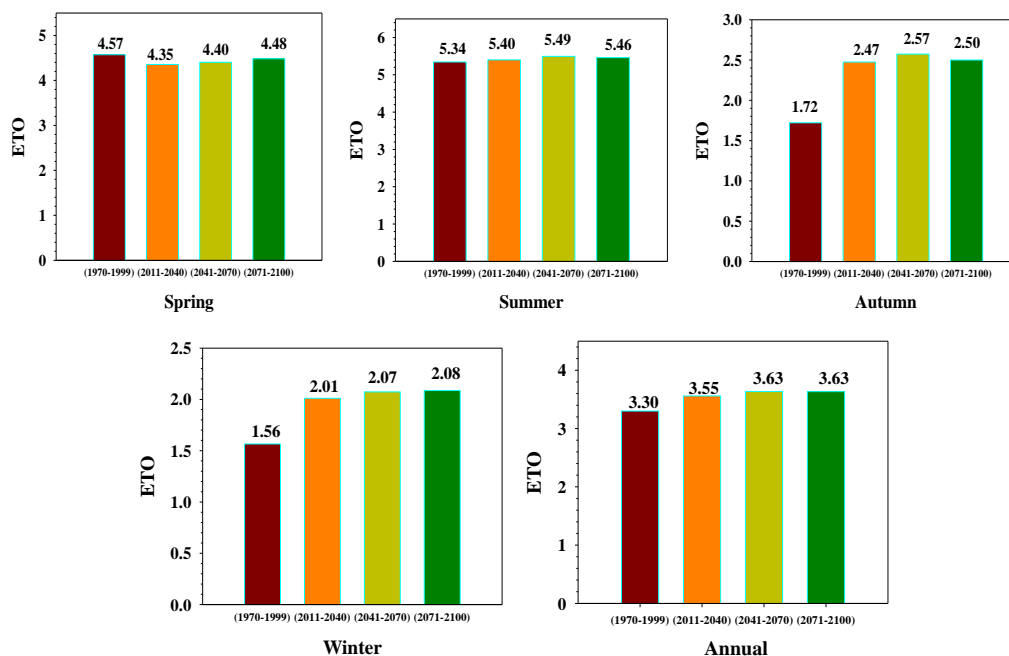 4.57 4.35 4.40 4.48
5
4
3
2
1
0
ETO
(1970-1999) (2011-2040) (2041-2070) (2071-2100)
Spring
5.34 5.40 5.49 5.46
6
5
4
3
2
1
0
ETO
(1970-1999) (2011-2040) (2041-2070) (2071-2100)
Summer
1.72 2.47 2.57 2.50
3.0
2.5
2.0
1.5
1.0
0.5
0.0
ETO
(1970-1999) (2011-2040) (2041-2070) (2071-2100)
Autumn
1.56 2.01 2.07 2.08
2.5
2.0
1.5
1.0
0.5
0.0
ETO
(1970-1999) (2011-2040) (2041-2070) (2071-2100)
Winter
3.30 3.55 3.63 3.63
4
3
2
1
0
ETO
(1970-1999) (2011-2040) (2041-2070) (2071-2100)
Annual